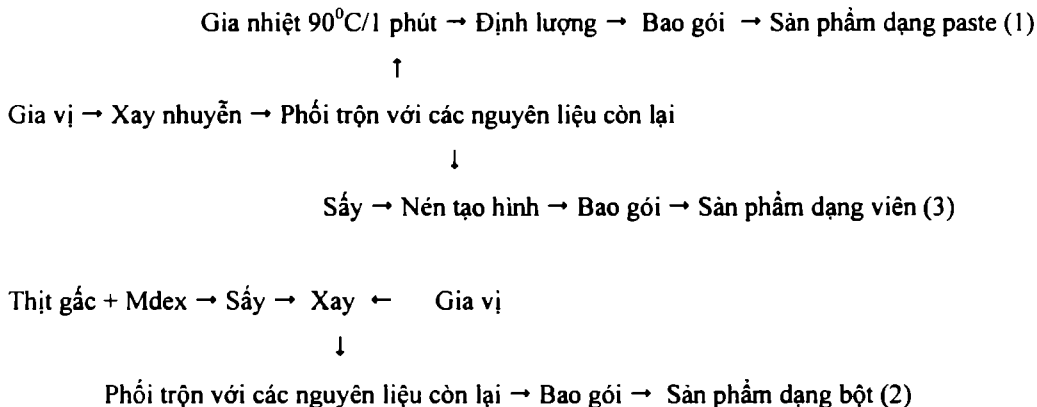 Gia nhiệt 90⁰C/1 phút → Định lượng → Bao gói → Sản phẩm dạng paste (1)
↑
Gia vị → Xay nhuyễn → Phối trộn với các nguyên liệu còn lại
↓
Sấy → Nén tạo hình → Bao gói → Sản phẩm dạng viên (3)
Thịt gấc + Mdex → Sấy → Xay ← Gia vị
↓
Phối trộn với các nguyên liệu còn lại → Bao gói → Sản phẩm dạng bột (2)